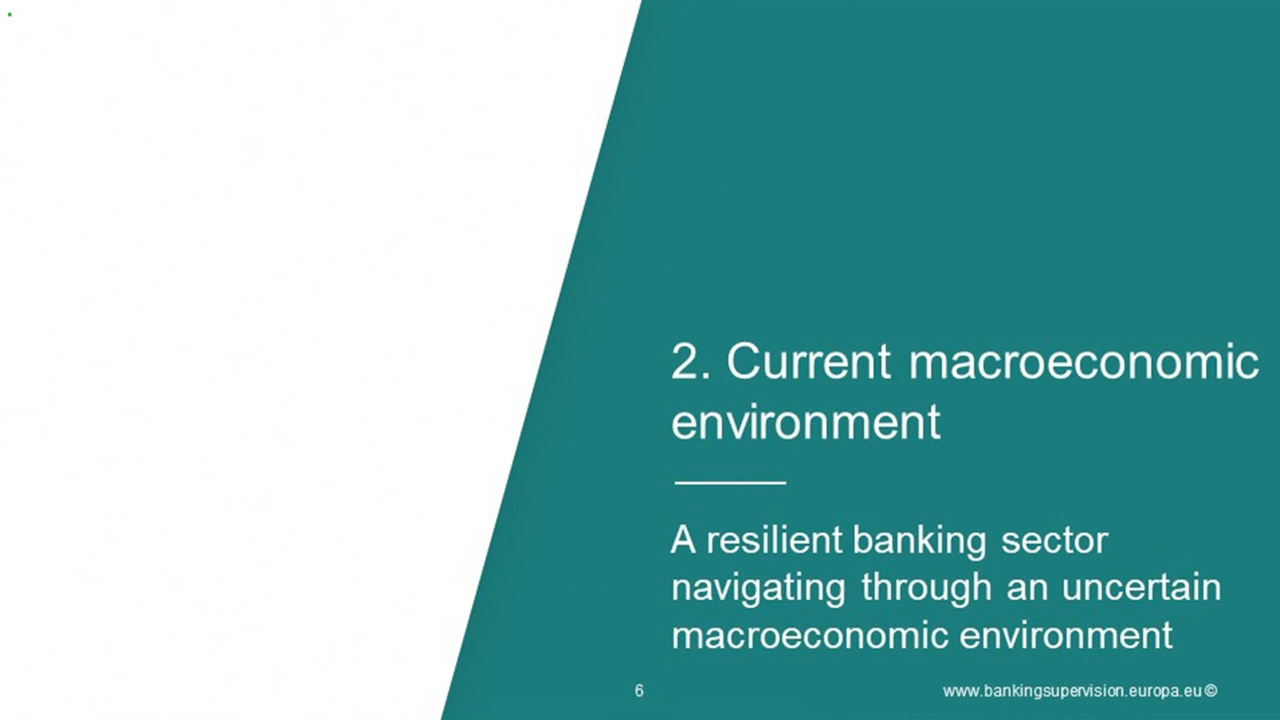 2. Current macroeconomic
environment
A resilient banking sector
navigating through an uncertain
macroeconomic environment
6
www.bankingsupervision.europa.eu ©